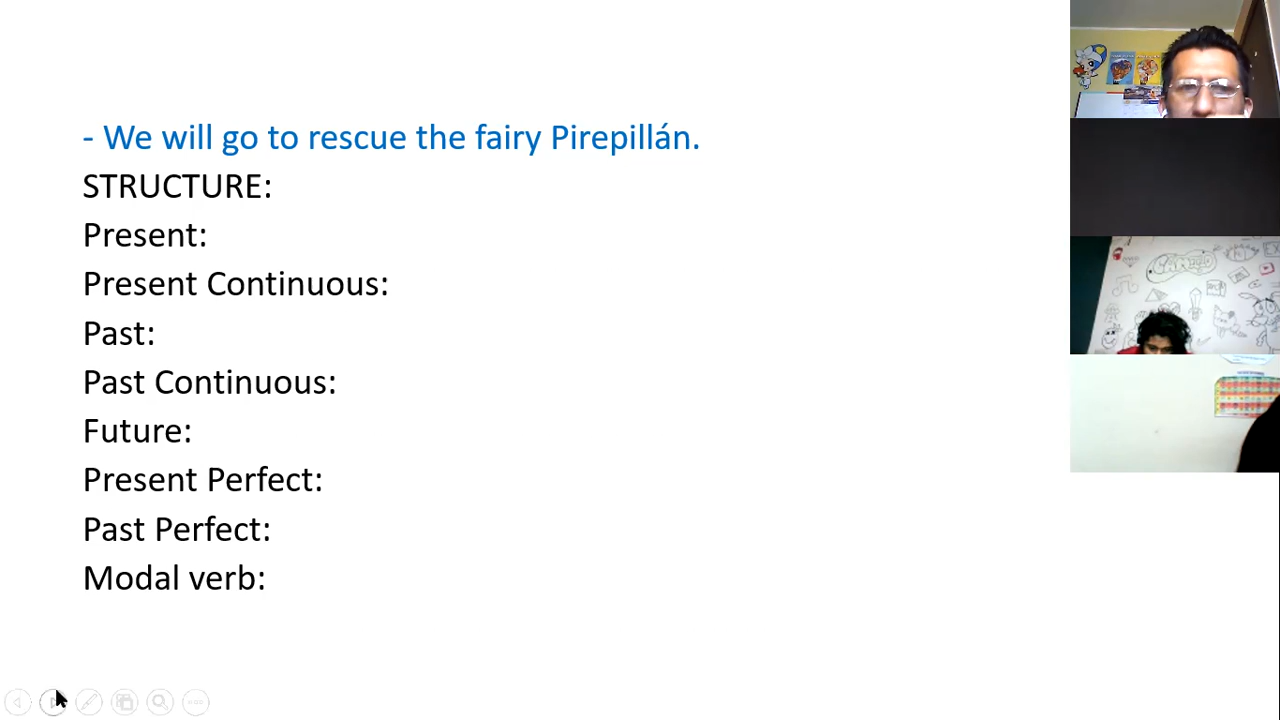 - We will go to rescue the fairy Pirepillán.
STRUCTURE:
Present:
Present Continuous:
Past:
Past Continuous:
Future:
Present Perfect:
Past Perfect:
Modal verb: